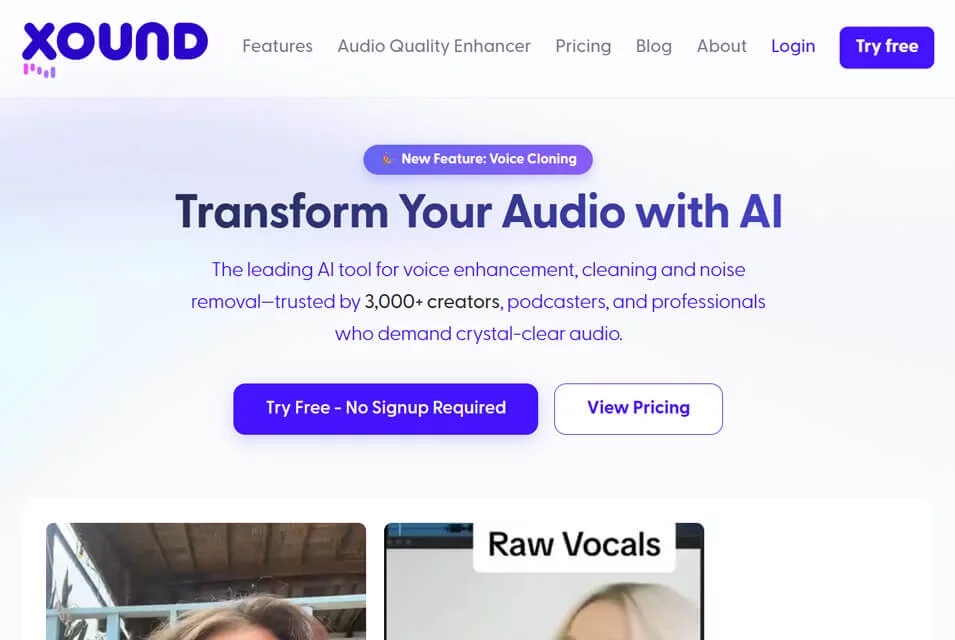 XOUND
Features Audio Quality Enhancer Pricing Blog About Login Try free
New Feature: Voice Cloning
Transform Your Audio with AI
The leading AI tool for voice enhancement, cleaning and noise
removal—trusted by 3,000+ creators, podcasters, and professionals
who demand crystal-clear audio.
Try Free - No Signup Required View Pricing
Raw Vocals